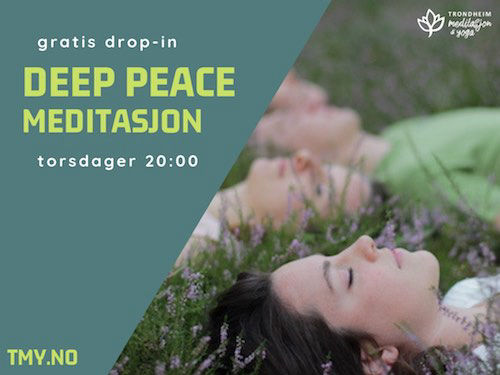 gratis drop-in
DEEP PEACE
MEDITASJON
torsdager 20:00
TMY.NO
TRONDHEIM
meditasjon
& yoga